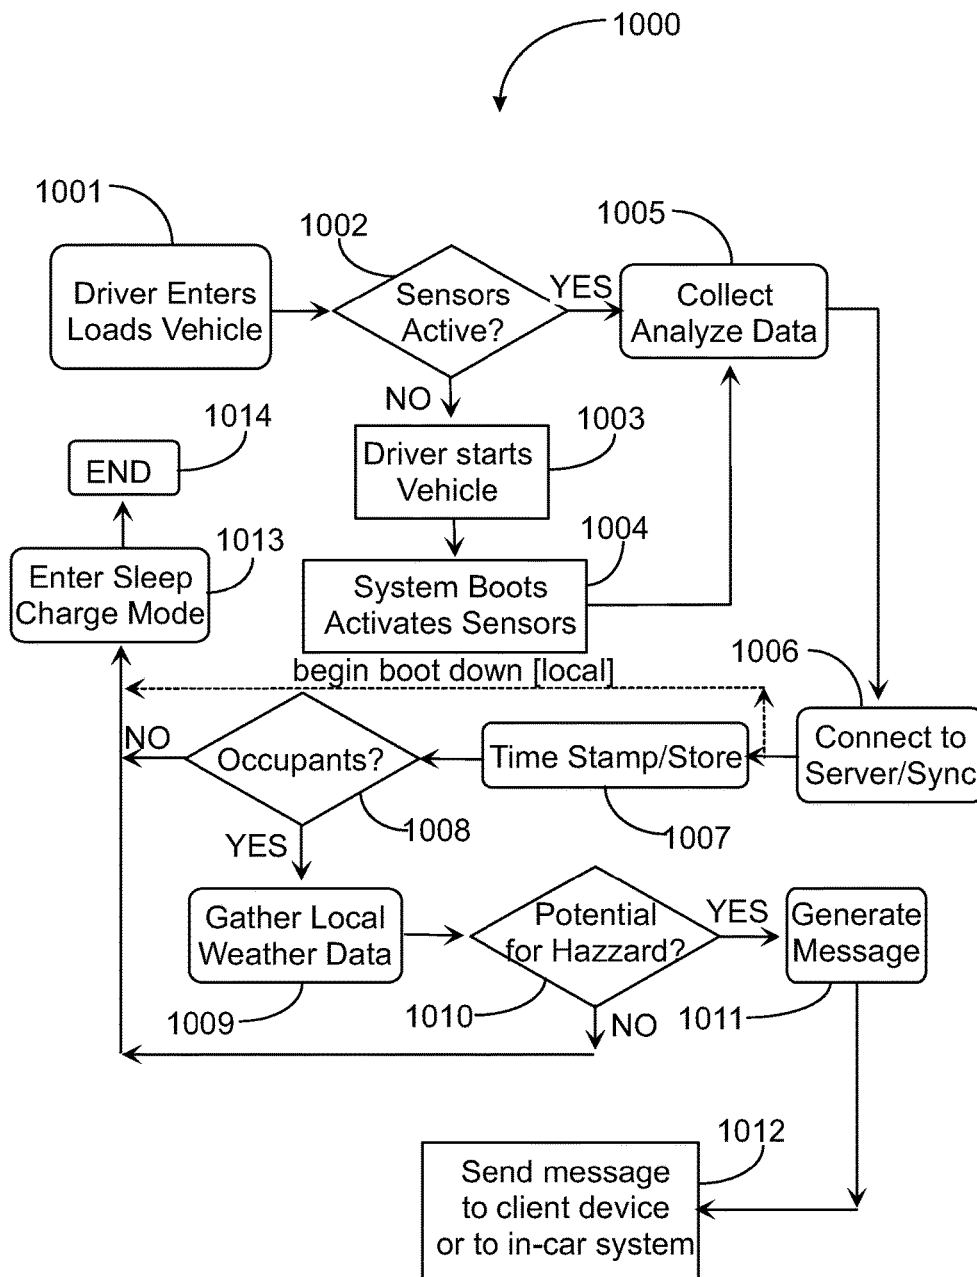 1000
1001
1002
1005
Driver Enters
Loads Vehicle
Sensors
Active?
YES
Collect
Analyze Data
NO
1003
1014
Driver starts
Vehicle
END
1004
1013
Enter Sleep
Charge Mode
System Boots
Activates Sensors
begin boot down [local]
1006
NO
Occupants?
Time Stamp/Store
Connect to
Server/Sync
1008
1007
YES
Gather Local
Weather Data
Potential
for Hazzard?
YES
Generate
Message
1009
1010
NO
1011
1012
Send message
to client device
or to in-car system